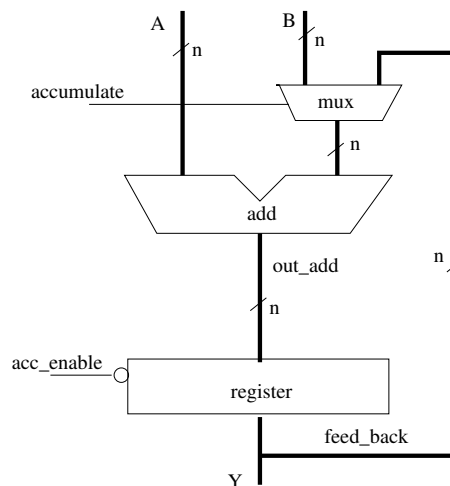 A
B
n
n
accumulate
mux
n
add
out_add
n
n
acc_enable
register
feed_back
Y